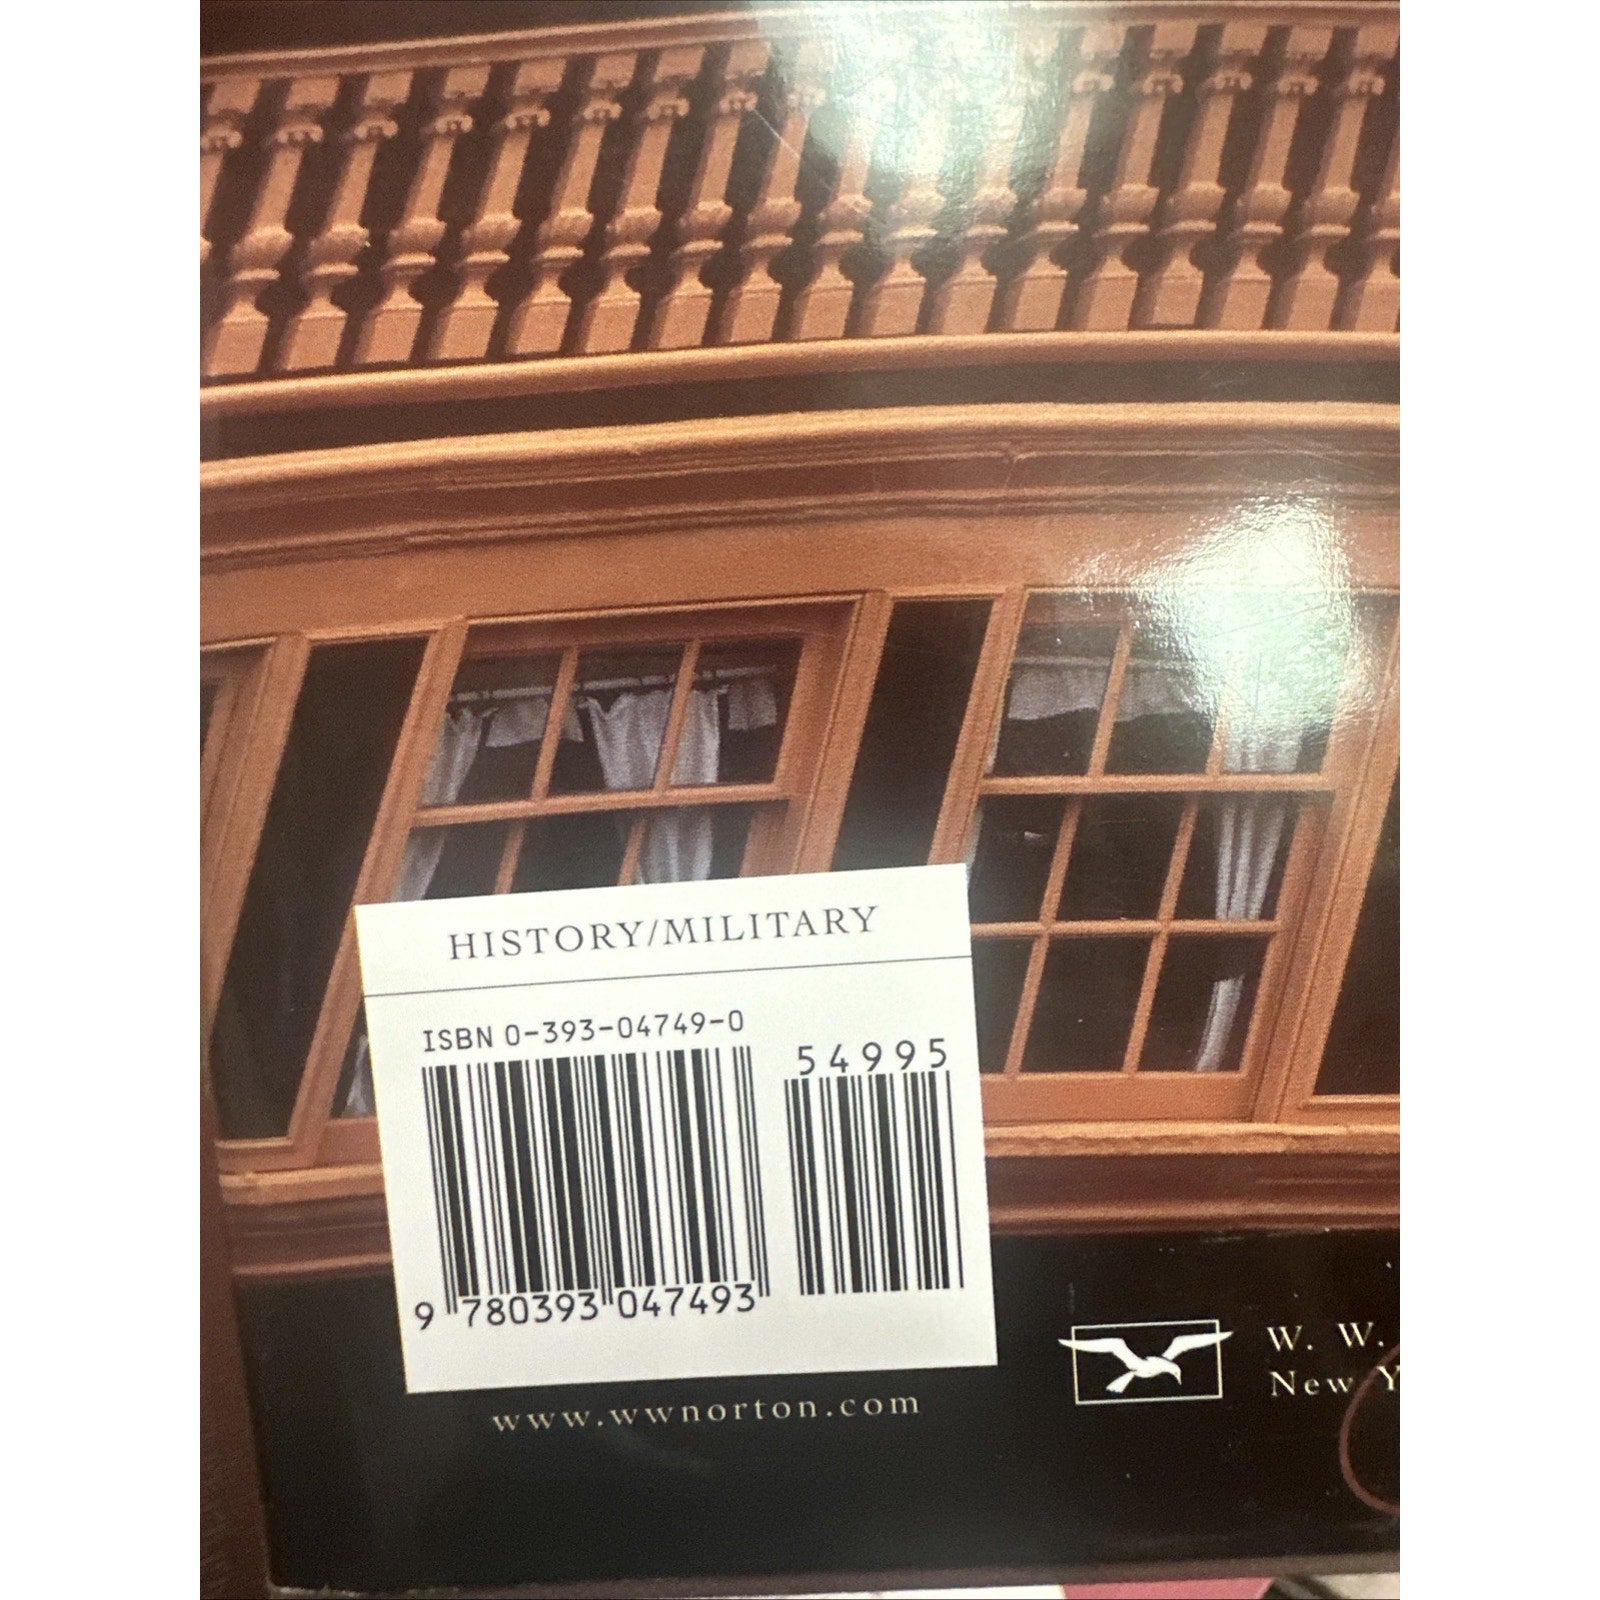 HISTORY/MILITARY
ISBN 0-393-04749-0
54995
9 780393 047493
www.wwnorton.com
W. W.
New Y